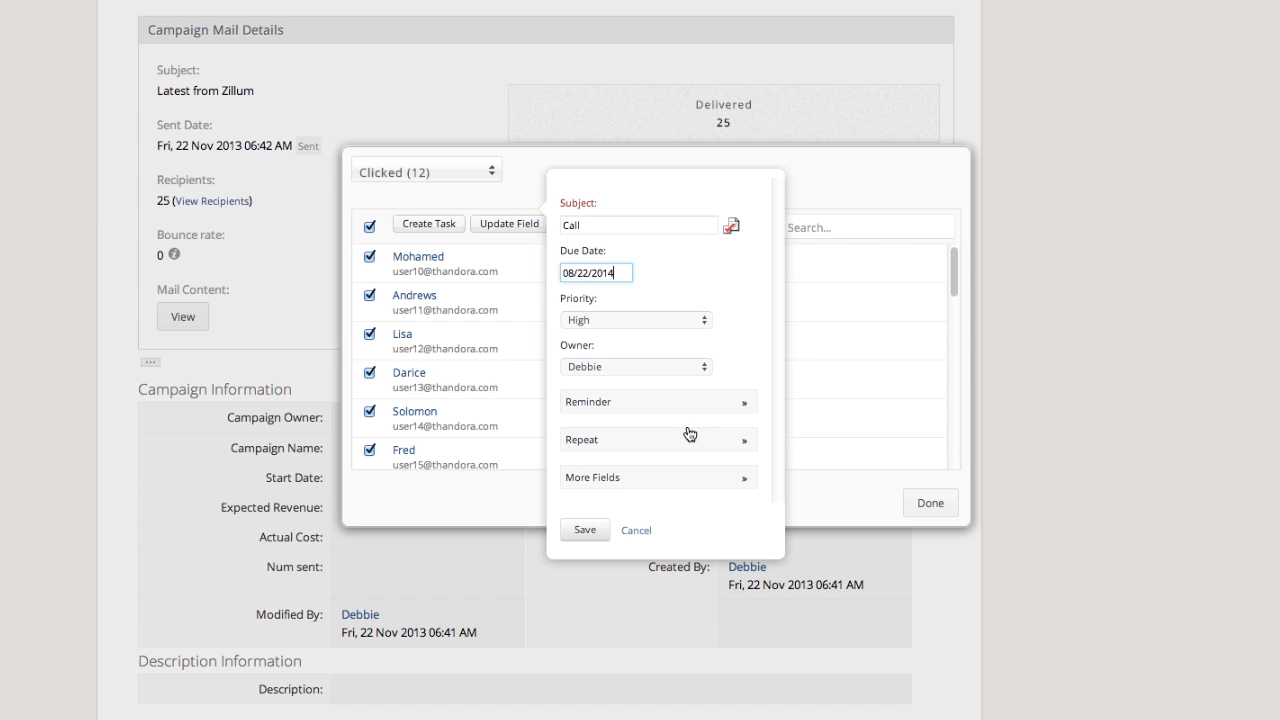 Campaign Mail Details
Subject:
Latest from Zillum
Sent Date:
Fri, 22 Nov 2013 06:42 AM Sent
Recipients:
25 (View Recipients)
Bounce rate:
0
Mail Content:
View
...
Delivered
25
Clicked (12)
Create Task Update Field
Search...
Mohamed
user10@thandora.com
Andrews
user11@thandora.com
Lisa
user12@thandora.com
Darice
user13@thandora.com
Solomon
user14@thandora.com
Fred
user15@thandora.com
Done
Subject:
Call
Due Date:
08/22/2014
Priority:
High
Owner:
Debbie
Reminder »
Repeat »
More Fields »
Save Cancel
Campaign Information
Campaign Owner:
Campaign Name:
Start Date:
Expected Revenue:
Actual Cost:
Num sent:
Created By: Debbie
Fri, 22 Nov 2013 06:41 AM
Modified By: Debbie
Fri, 22 Nov 2013 06:41 AM
Description Information
Description: